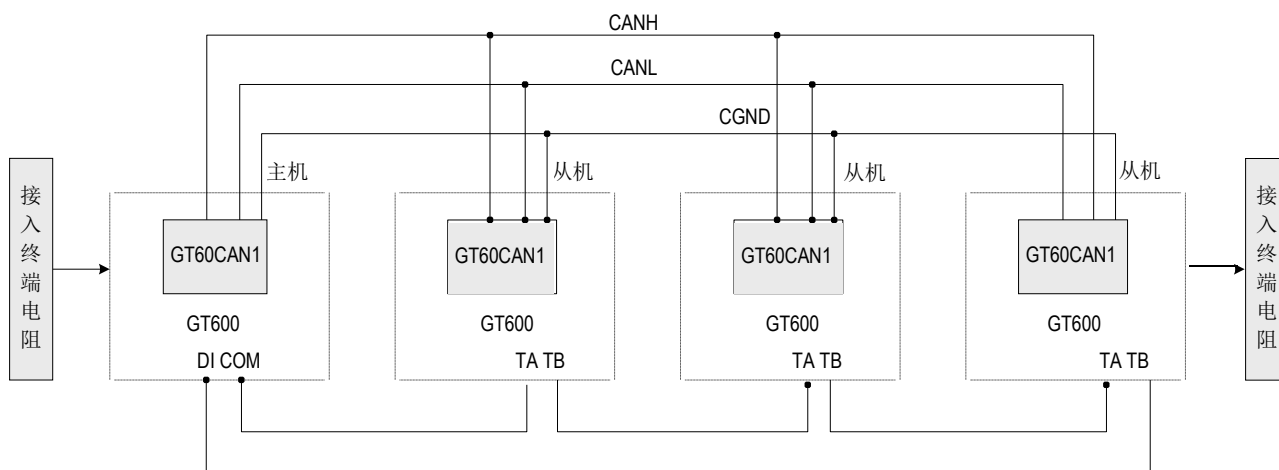 CANH
CANL
CGND
主机
从机
从机
从机
接入终端电阻
GT60CAN1
GT60CAN1
GT60CAN1
GT60CAN1
接入终端电阻
GT600
GT600
GT600
GT600
DI COM
TA TB
TA TB
TA TB